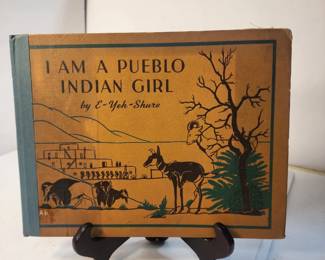 I AM A PUEBLO
INDIAN GIRL
by E-Yeh-Shure